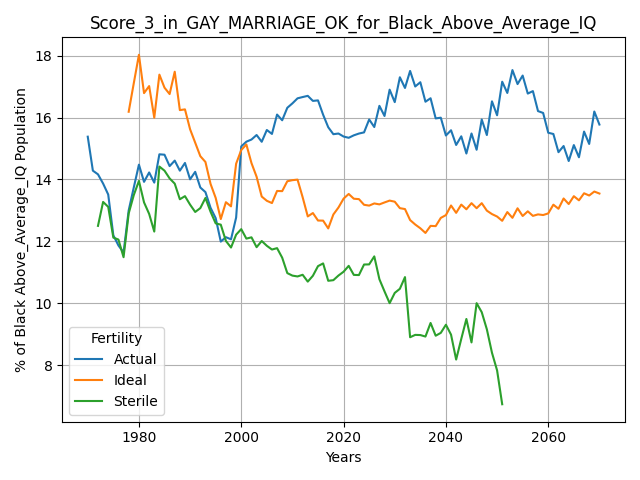 Score_3_in_GAY_MARRIAGE_OK_for_Black_Above_Average_IQ
% of Black Above_Average_IQ Population
18
16
14
12
10
8
Fertility
Actual
Ideal
Sterile
1980 2000 2020 2040 2060
Years